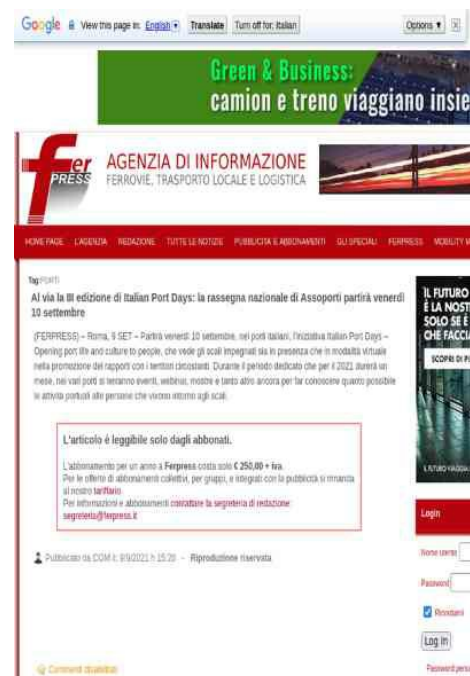 Google View this page in: English Translate Turn off for: Italian Options ▼
Green & Business:
camion e treno viaggiano insie
fer
PRESS
AGENZIA DI INFORMAZIONE
FERROVIE, TRASPORTO LOCALE E LOGISTICA
HOME PAGE L'AGENZIA REDAZIONE TUTTE LE NOTIZIE PUBBLICITÀ E ABBONAMENTI GLI SPECIALI FERPRESS MOBILITY
Tag PORTI
Al via la III edizione di Italian Port Days: la rassegna nazionale di Assoporti partirà venerdì
10 settembre
(FERPRESS) – Roma, 9 SET – Partirà venerdì 10 settembre, nei porti italiani, l'iniziativa Italian Port Days –
Opening port life and culture to people, che vede gli scali impegnati sia in presenza che in modalità virtuale
nella promozione dei rapporti con i territori circostanti. Durante il periodo dedicato che per il 2021 durerà un
mese, nei vari porti si terranno eventi, webinar, mostre e tanto altro ancora per far conoscere quanto possibile
le attività portuali alle persone che vivono intorno agli scali.
L'articolo è leggibile solo dagli abbonati.
L'abbonamento per un anno a Ferpress costa solo € 250,00 + iva.
Per le offerte di abbonamenti collettivi, per gruppi, e integrati con la pubblicità si rimanda
al nostro tariffario.
Per informazioni e abbonamenti contattare la segreteria di redazione:
segreteria@ferpress.it
Pubblicato da COM il: 9/9/2021 h 15:20 - Riproduzione riservata
Commenti disabilitati
IL FUTURO
È LA NOSTR
SOLO SE È
CHE FACCIA
SCOPRI DI P
IL FUTURO VIAGGIA
Login
Nome utente
Password
Ricordami
Log In
Password persa